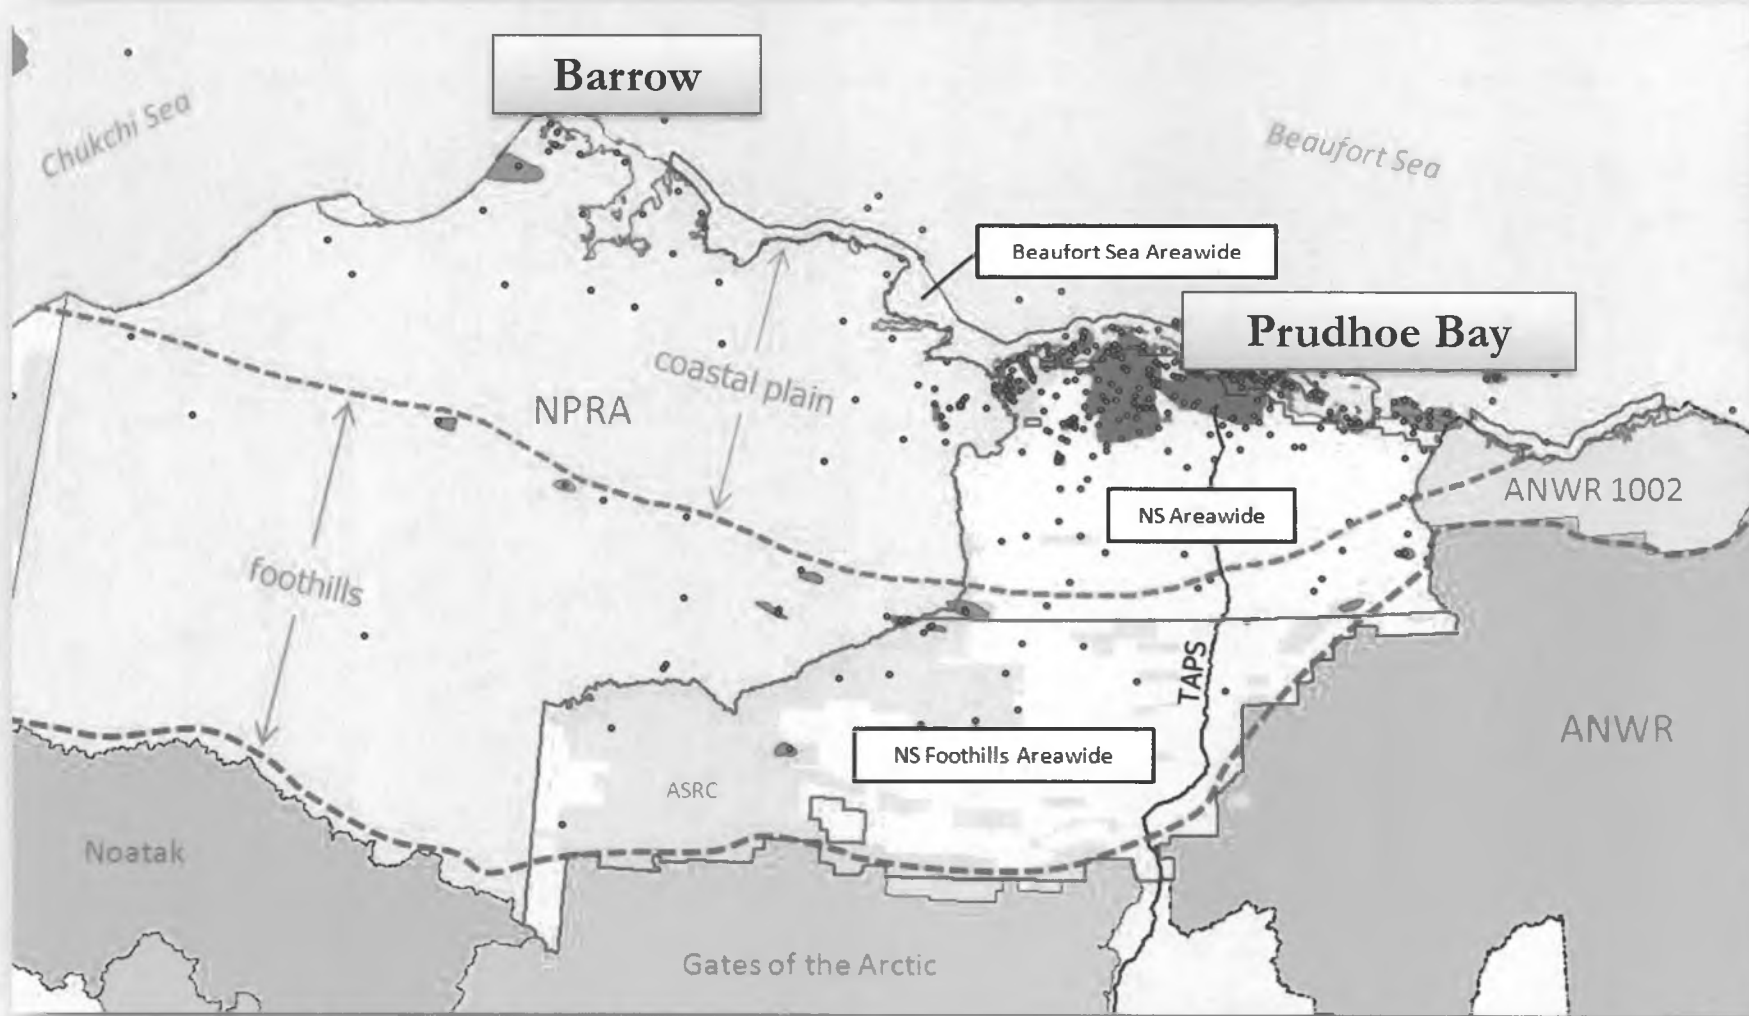 Barrow
Chukchi Sea
Beaufort Sea
Beaufort Sea Areawide
Prudhoe Bay
coastal plain
NPRA
ANWR 1002
NS Areawide
foothills
TAPS
ANWR
NS Foothills Areawide
ASRC
Noatak
Gates of the Arctic